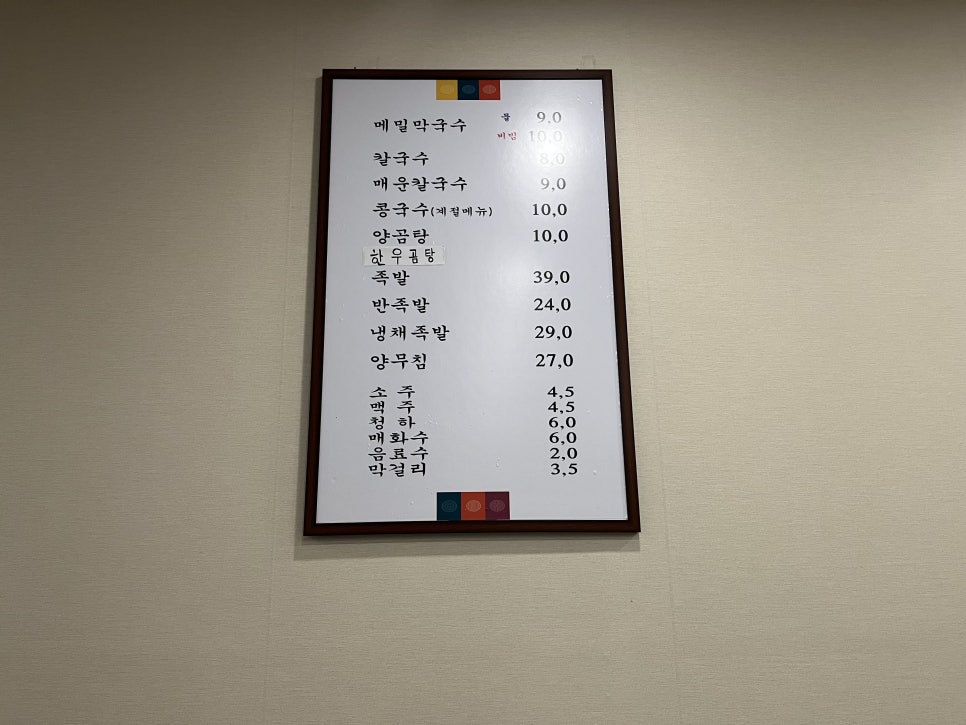 메밀막국수 물 9,0
비빔 10,0
칼국수 8,0
매운칼국수 9,0
콩국수(계절메뉴) 10,0
양곰탕 10,0
한우곰탕
족발 39,0
반족발 24,0
냉채족발 29,0
양무침 27,0
소 주 4,5
맥 주 4,5
청 하 6,0
매화수 6,0
음료수 2,0
막걸리 3,5